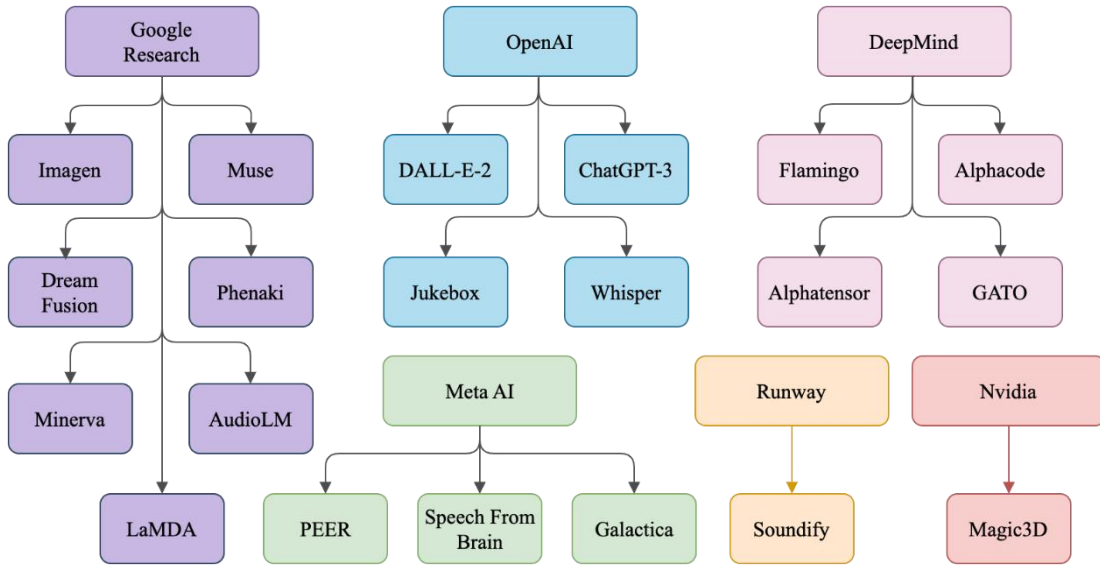 Google
Research
OpenAI
DeepMind
Imagen
Muse
DALL-E-2
ChatGPT-3
Flamingo
Alphacode
Dream
Fusion
Phenaki
Jukebox
Whisper
Alphatensor
GATO
Minerva
AudioLM
Meta AI
Runway
Nvidia
LaMDA
PEER
Speech From
Brain
Galactica
Soundify
Magic3D